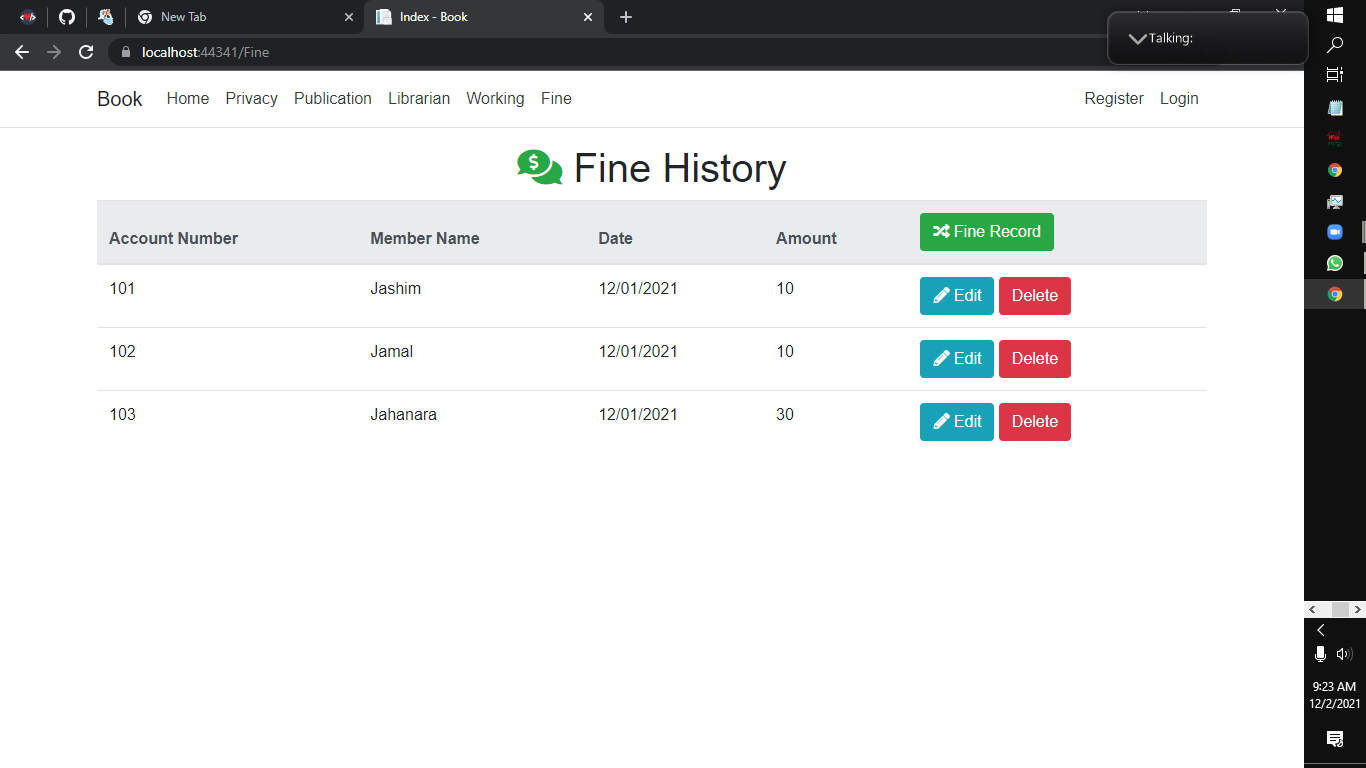 New Tab
Index - Book
localhost:44341/Fine
Talking:
Book Home Privacy Publication Librarian Working Fine Register Login
$ Fine History
Account Number Member Name Date Amount Fine Record
101 Jashim 12/01/2021 10 Edit Delete
102 Jamal 12/01/2021 10 Edit Delete
103 Jahanara 12/01/2021 30 Edit Delete
9:23 AM
12/2/2021